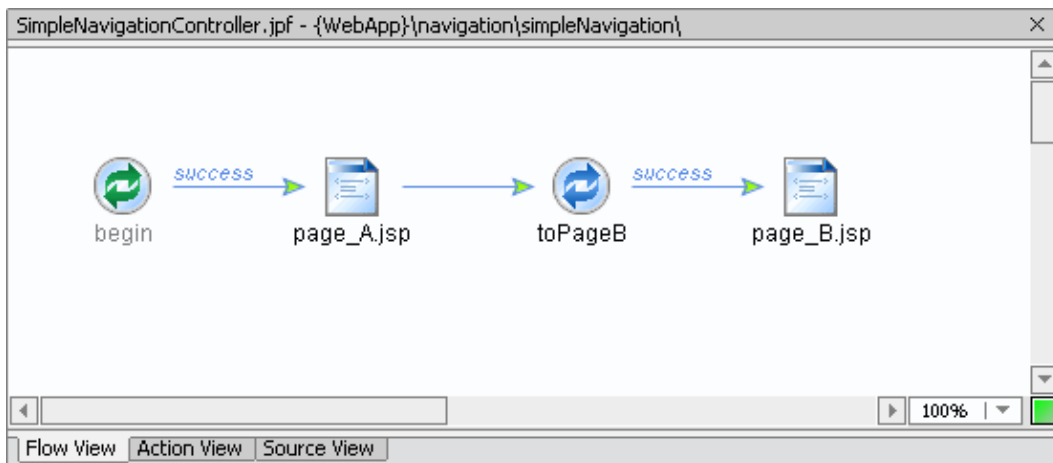 SimpleNavigationController.jpf - {WebApp}\navigation\simpleNavigation\
success success
begin page_A.jsp toPageB page_B.jsp
100%
Flow View Action View Source View